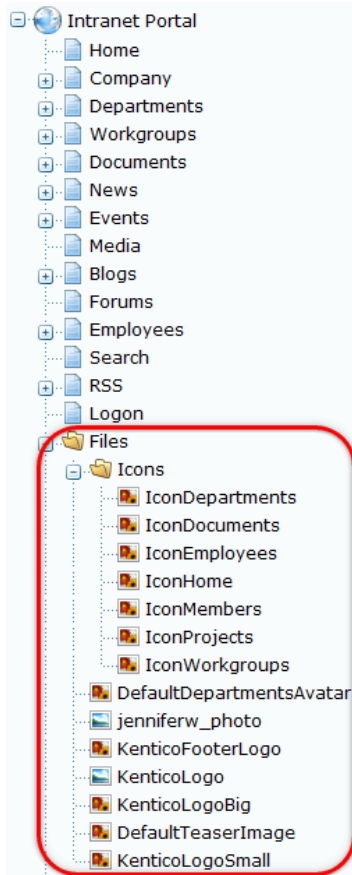 Intranet Portal
Home
Company
Departments
Workgroups
Documents
News
Events
Media
Blogs
Forums
Employees
Search
RSS
Logon
Files
Icons
IconDepartments
IconDocuments
IconEmployees
IconHome
IconMembers
IconProjects
IconWorkgroups
DefaultDepartmentsAvatar
jenniferw_photo
KenticoFooterLogo
KenticoLogo
KenticoLogoBig
DefaultTeaserImage
KenticoLogoSmall